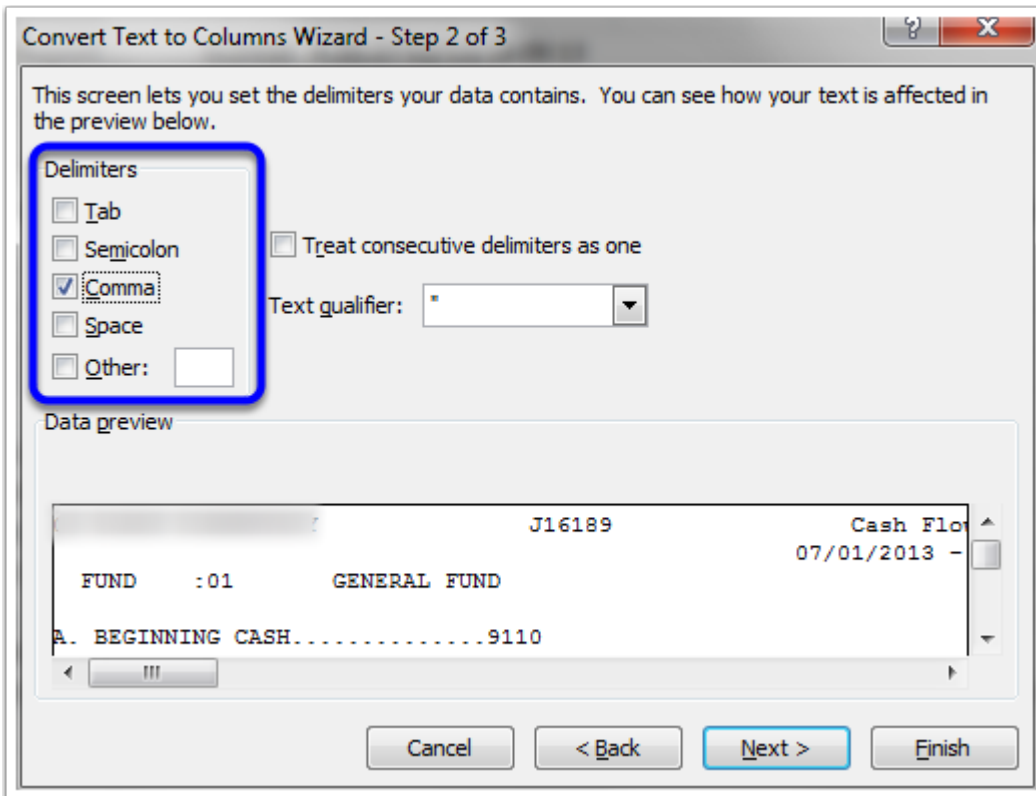 Convert Text to Columns Wizard - Step 2 of 3
This screen lets you set the delimiters your data contains.  You can see how your text is affected in
the preview below.
Delimiters
Tab
Semicolon
Treat consecutive delimiters as one
Comma
Text qualifier: "
Space
Other:
Data preview
J16189 Cash Flo
07/01/2013 -
FUND :01 GENERAL FUND
A. BEGINNING CASH..............9110
Cancel < Back Next > Finish